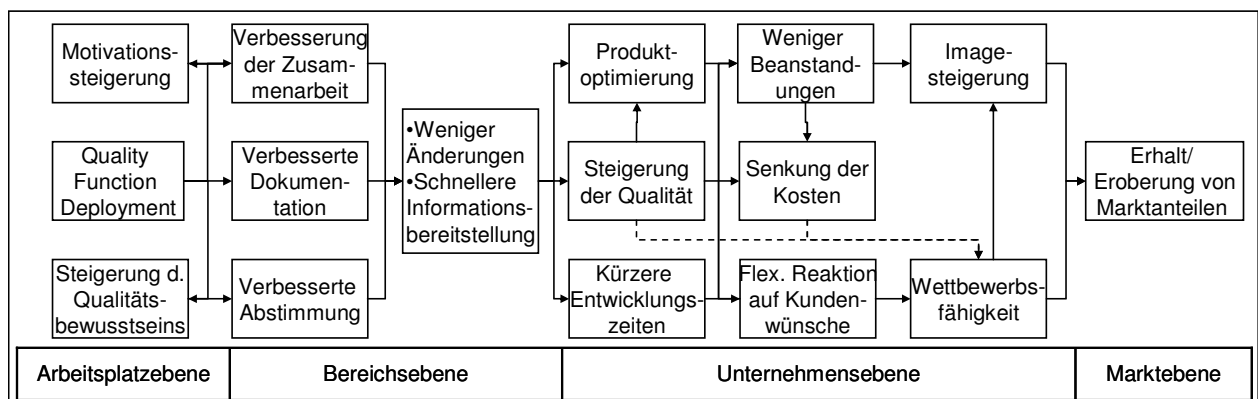 Motivations-
steigerung
Quality
Function
Deployment
Steigerung d.
Qualitäts-
bewusstseins
Verbesserung
der Zusam-
menarbeit
Verbesserte
Dokumen-
tation
Verbesserte
Abstimmung
•Weniger
Änderungen
•Schnellere
Informations-
bereitstellung
Produkt-
optimierung
Steigerung
der Qualität
Kürzere
Entwicklungs-
zeiten
Weniger
Beanstand-
ungen
Senkung der
Kosten
Flex. Reaktion
auf Kunden-
wünsche
Image-
steigerung
Wettbewerbs-
fähigkeit
Erhalt/
Eroberung von
Marktanteilen
Arbeitsplatzebene
Bereichsebene
Unternehmensebene
Marktebene